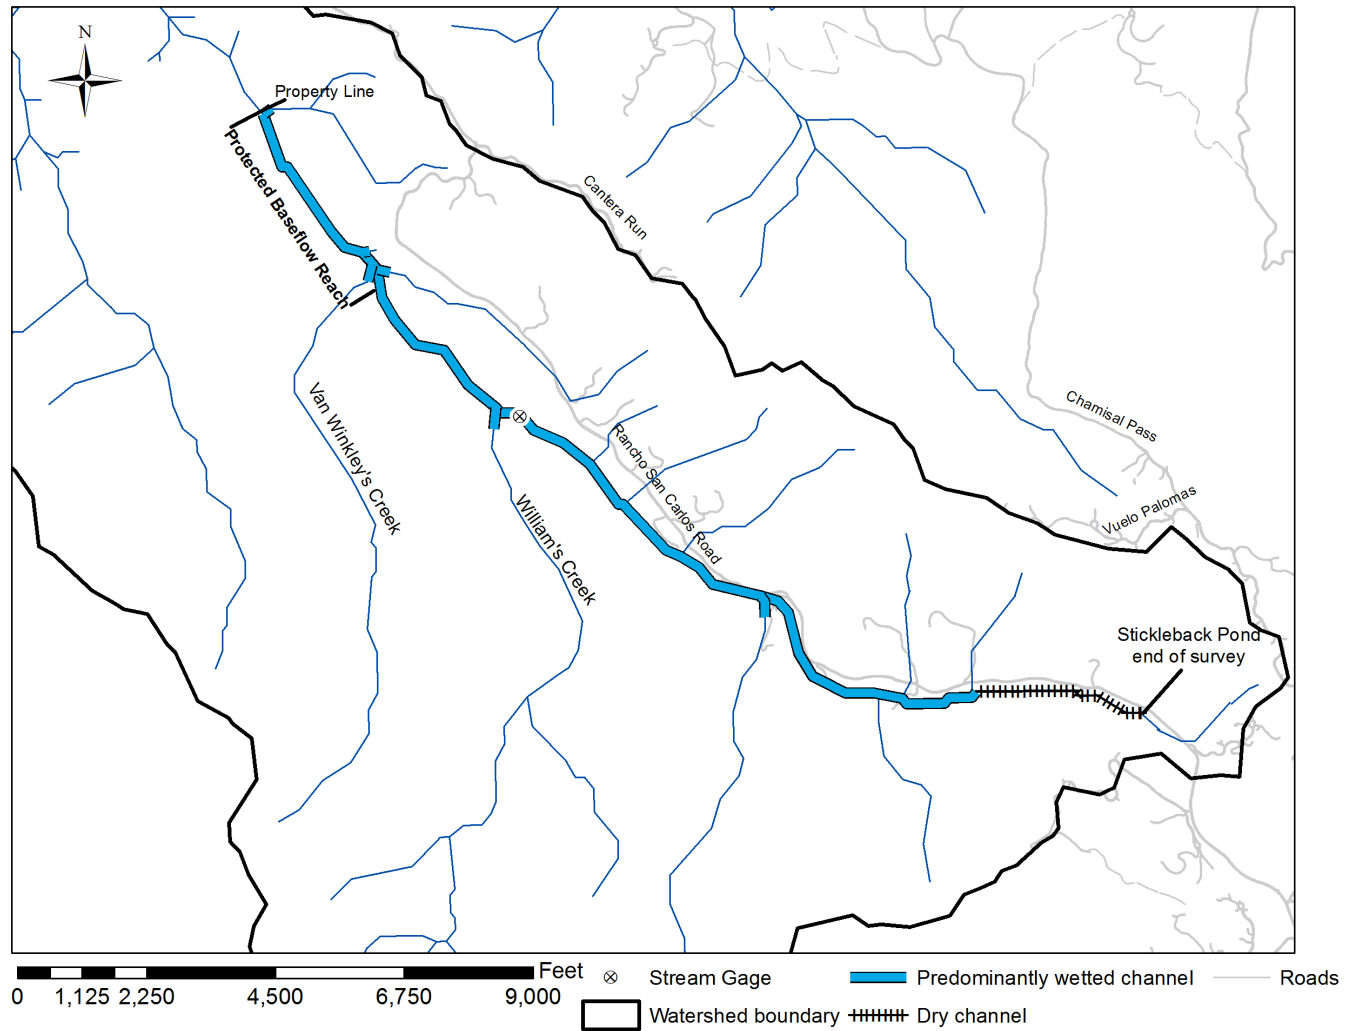 N
Property Line
Protected Baseflow Reach
Cantera Run
Van Winkley's Creek
William's Creek
Rancho San Carlos Road
Chamisal Pass
Vuelo Palomas
Stickleback Pond
end of survey
Feet
0 1,125 2,250 4,500 6,750 9,000
Stream Gage
Predominantly wetted channel
Roads
Watershed boundary
Dry channel